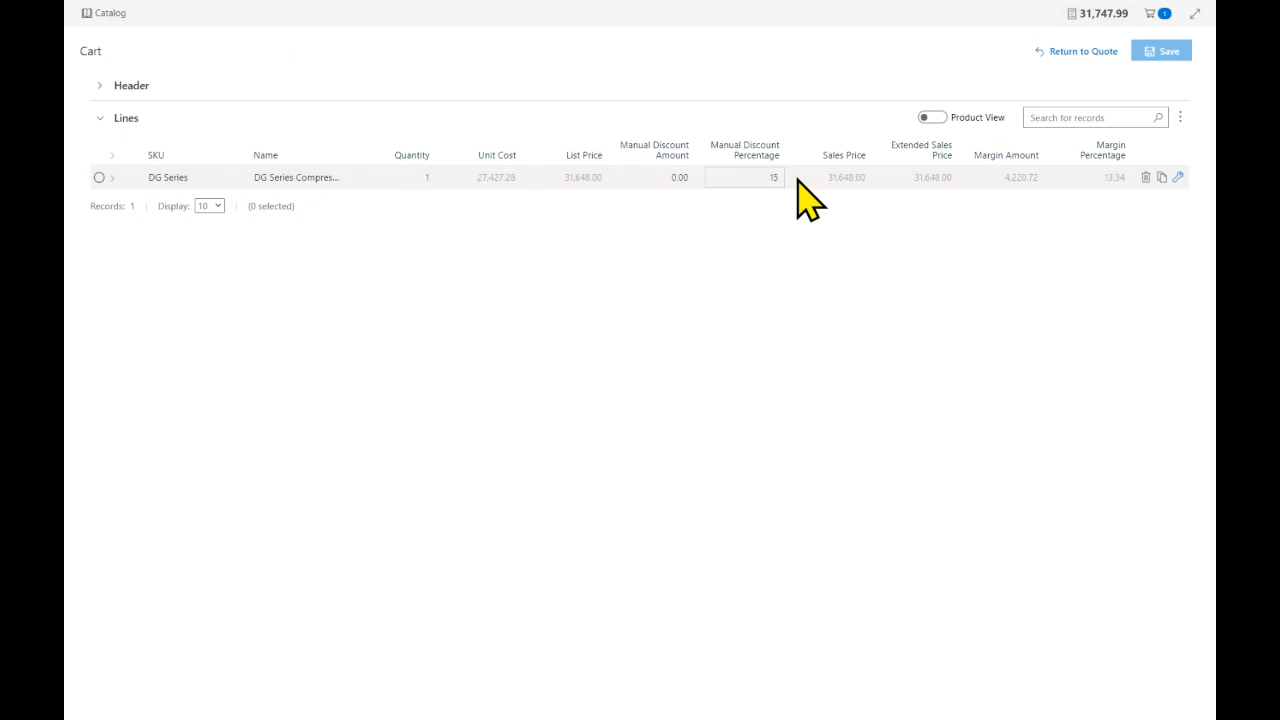 Catalog
31,747.99
1
Cart
Return to Quote
Save
Header
Lines
Product View
Search for records
SKU
Name
Quantity
Unit Cost
List Price
Manual Discount Amount
Manual Discount Percentage
Sales Price
Extended Sales Price
Margin Amount
Margin Percentage
DG Series
DG Series Compres...
1
27,427.28
31,648.00
0.00
15
31,648.00
31,648.00
4,220.72
13.34
Records: 1
Display: 10
(0 selected)